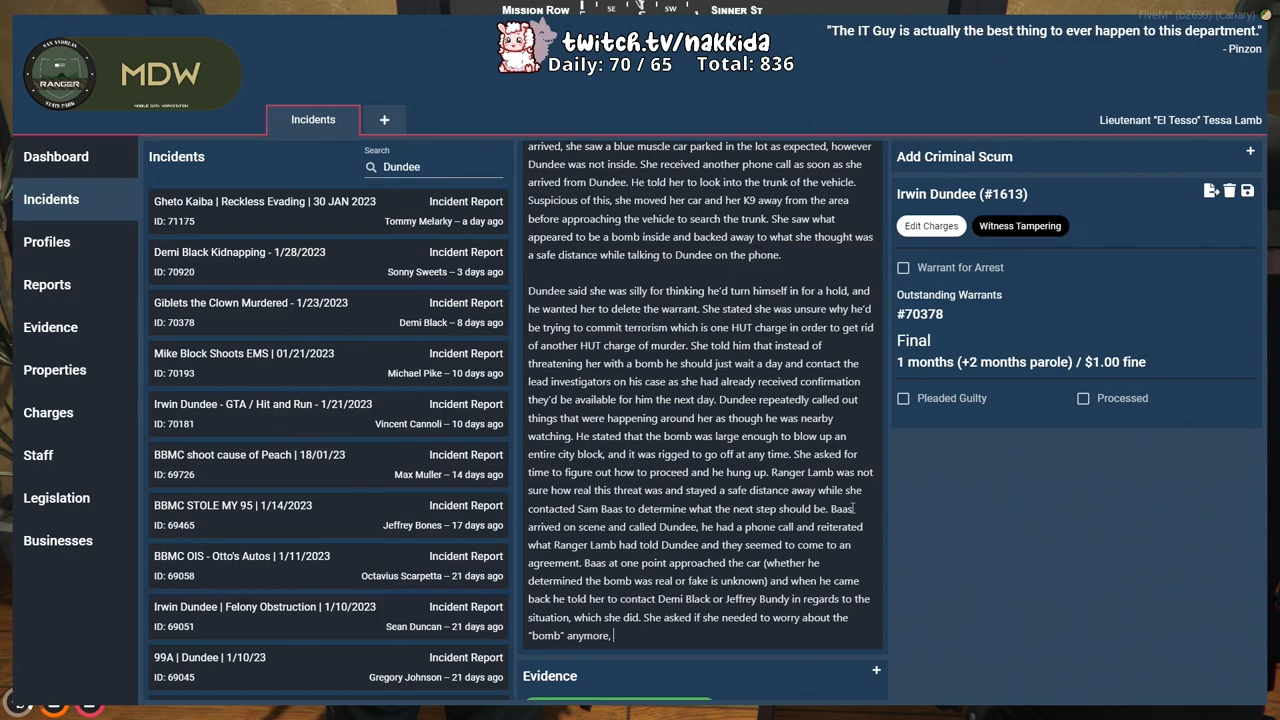 MISSION ROW
SE
SW
SINNER ST
FiveM* (b2699) (Canary)
twitch.tv/nakkida
Daily: 70 / 65 Total: 836
"The IT Guy is actually the best thing to ever happen to this department."
- Pinzon
SAN ANDREAS
RANGER
STATE PARK
MDW
MOBILE DATA WORKSTATION
Incidents
+
Lieutenant "El Tesso" Tessa Lamb
Dashboard
Incidents
Profiles
Reports
Evidence
Properties
Charges
Staff
Legislation
Businesses
Incidents
Search
Dundee
Gheto Kaiba | Reckless Evading | 30 JAN 2023 Incident Report
ID: 71175 Tommy Melarky – a day ago
Demi Black Kidnapping - 1/28/2023 Incident Report
ID: 70920 Sonny Sweets – 3 days ago
Giblets the Clown Murdered - 1/23/2023 Incident Report
ID: 70378 Demi Black – 8 days ago
Mike Block Shoots EMS | 01/21/2023 Incident Report
ID: 70193 Michael Pike – 10 days ago
Irwin Dundee - GTA / Hit and Run - 1/21/2023 Incident Report
ID: 70181 Vincent Cannoli – 10 days ago
BBMC shoot cause of Peach | 18/01/23 Incident Report
ID: 69726 Max Muller – 14 days ago
BBMC STOLE MY 95 | 1/14/2023 Incident Report
ID: 69465 Jeffrey Bones – 17 days ago
BBMC OIS - Otto's Autos | 1/11/2023 Incident Report
ID: 69058 Octavius Scarpetta – 21 days ago
Irwin Dundee | Felony Obstruction | 1/10/2023 Incident Report
ID: 69051 Sean Duncan – 21 days ago
99A | Dundee | 1/10/23 Incident Report
ID: 69045 Gregory Johnson – 21 days ago
arrived, she saw a blue muscle car parked in the lot as expected, however
Dundee was not inside. She received another phone call as soon as she
arrived from Dundee. He told her to look into the trunk of the vehicle.
Suspicious of this, she moved her car and her K9 away from the area
before approaching the vehicle to search the trunk. She saw what
appeared to be a bomb inside and backed away to what she thought was
a safe distance while talking to Dundee on the phone.
Dundee said she was silly for thinking he'd turn himself in for a hold, and
he wanted her to delete the warrant. She stated she was unsure why he'd
be trying to commit terrorism which is one HUT charge in order to get rid
of another HUT charge of murder. She told him that instead of
threatening her with a bomb he should just wait a day and contact the
lead investigators on his case as she had already received confirmation
they'd be available for him the next day. Dundee repeatedly called out
things that were happening around her as though he was nearby
watching. He stated that the bomb was large enough to blow up an
entire city block, and it was rigged to go off at any time. She asked for
time to figure out how to proceed and he hung up. Ranger Lamb was not
sure how real this threat was and stayed a safe distance away while she
contacted Sam Baas to determine what the next step should be. Baas
arrived on scene and called Dundee, he had a phone call and reiterated
what Ranger Lamb had told Dundee and they seemed to come to an
agreement. Baas at one point approached the car (whether he
determined the bomb was real or fake is unknown) and when he came
back he told her to contact Demi Black or Jeffrey Bundy in regards to the
situation, which she did. She asked if she needed to worry about the
"bomb" anymore,
Evidence
+
Add Criminal Scum
+
Irwin Dundee (#1613)
Edit Charges
Witness Tampering
Warrant for Arrest
Outstanding Warrants
#70378
Final
1 months (+2 months parole) / $1.00 fine
Pleaded Guilty
Processed